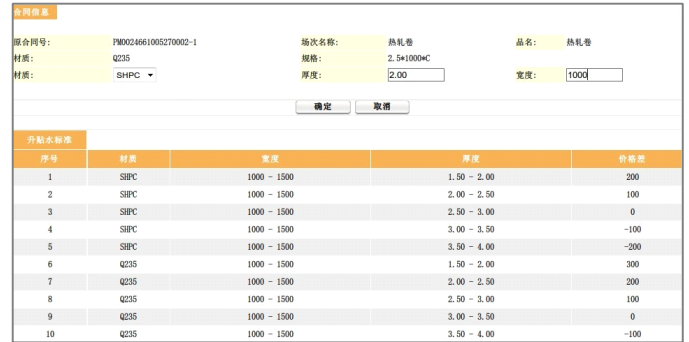 合同信息
原合同号: PM0024661005270002-1 场次名称: 热轧卷 品名: 热轧卷
材质: Q235 规格: 2.5*1000*C
材质: SHPC 厚度: 2.00 宽度: 1000
确定 取消
升贴水标准
序号 材质 宽度 厚度 价格差
1 SHPC 1000 - 1500 1.50 - 2.00 200
2 SHPC 1000 - 1500 2.00 - 2.50 100
3 SHPC 1000 - 1500 2.50 - 3.00 0
4 SHPC 1000 - 1500 3.00 - 3.50 -100
5 SHPC 1000 - 1500 3.50 - 4.00 -200
6 Q235 1000 - 1500 1.50 - 2.00 300
7 Q235 1000 - 1500 2.00 - 2.50 200
8 Q235 1000 - 1500 2.50 - 3.00 100
9 Q235 1000 - 1500 3.00 - 3.50 0
10 Q235 1000 - 1500 3.50 - 4.00 -100